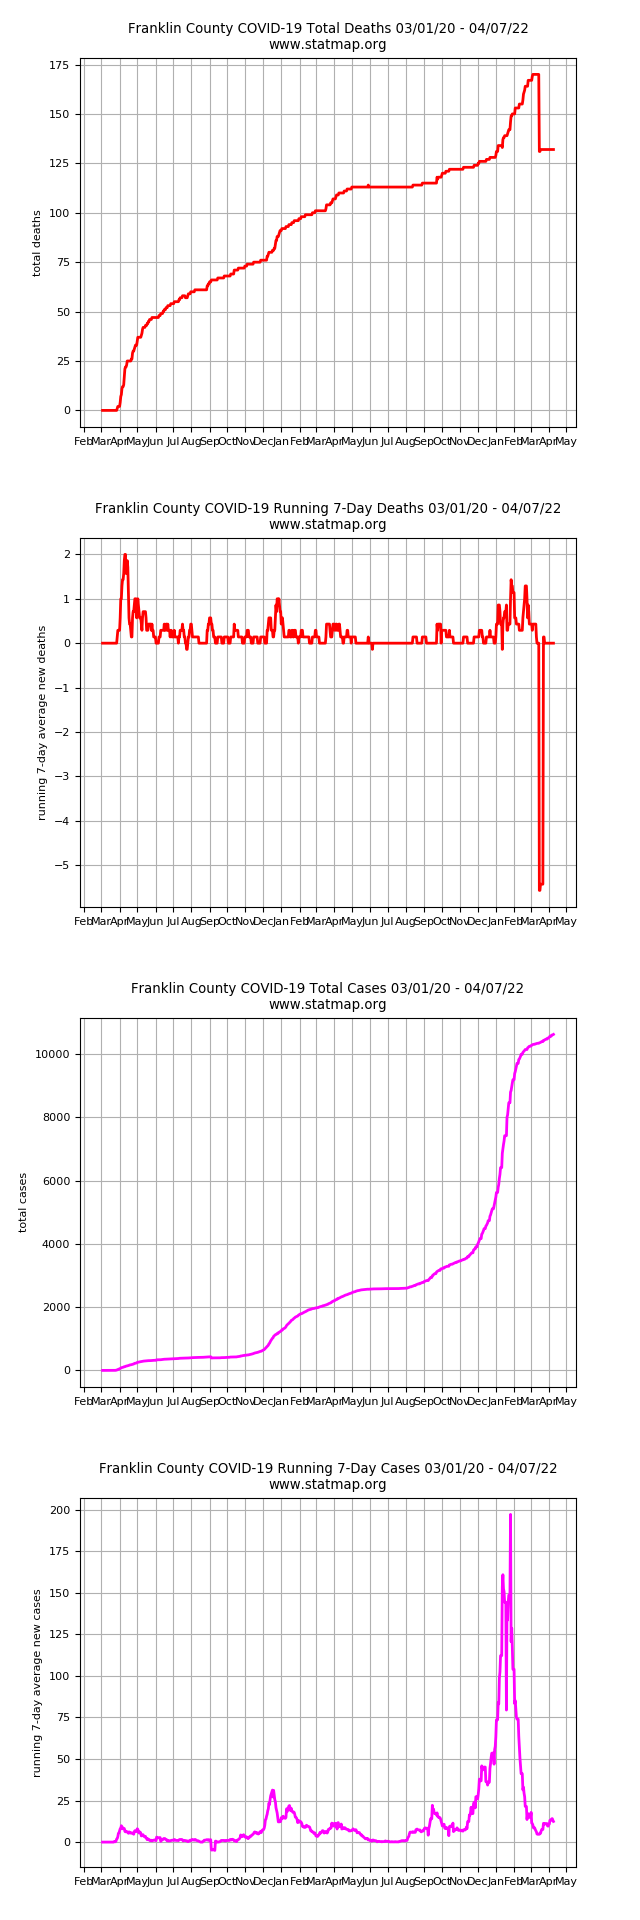 Franklin County COVID-19 Total Deaths 03/01/20 - 04/07/22
www.statmap.org
175
150
125
100
75
50
25
0
total deaths
Feb Mar Apr May Jun Jul Aug Sep Oct Nov Dec Jan Feb Mar Apr May Jun Jul Aug Sep Oct Nov Dec Jan Feb Mar Apr May
Franklin County COVID-19 Running 7-Day Deaths 03/01/20 - 04/07/22
www.statmap.org
2
1
0
−1
−2
−3
−4
−5
running 7-day average new deaths
Feb Mar Apr May Jun Jul Aug Sep Oct Nov Dec Jan Feb Mar Apr May Jun Jul Aug Sep Oct Nov Dec Jan Feb Mar Apr May
Franklin County COVID-19 Total Cases 03/01/20 - 04/07/22
www.statmap.org
10000
8000
6000
4000
2000
0
total cases
Feb Mar Apr May Jun Jul Aug Sep Oct Nov Dec Jan Feb Mar Apr May Jun Jul Aug Sep Oct Nov Dec Jan Feb Mar Apr May
Franklin County COVID-19 Running 7-Day Cases 03/01/20 - 04/07/22
www.statmap.org
200
175
150
125
100
75
50
25
0
running 7-day average new cases
Feb Mar Apr May Jun Jul Aug Sep Oct Nov Dec Jan Feb Mar Apr May Jun Jul Aug Sep Oct Nov Dec Jan Feb Mar Apr May